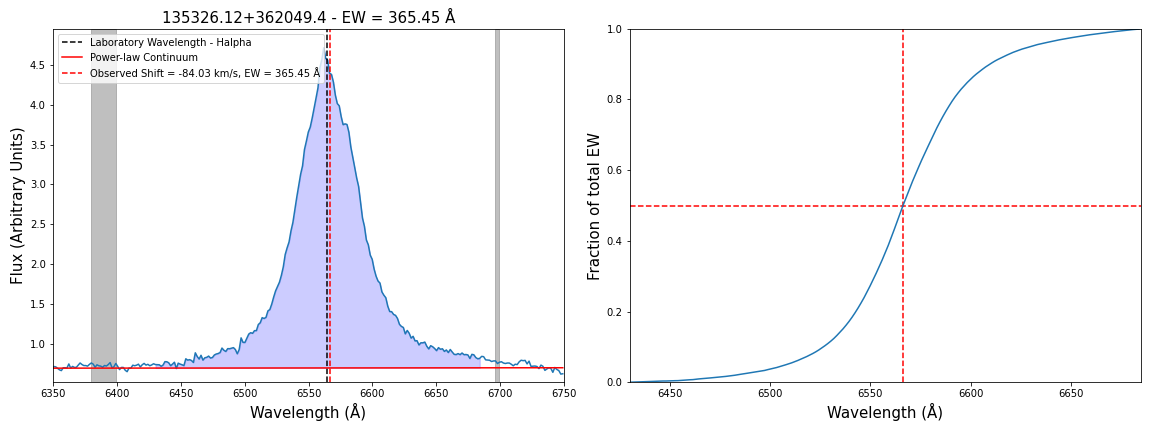 135326.12+362049.4 - EW = 365.45 Å
Laboratory Wavelength - Halpha
Power-law Continuum
Observed Shift = -84.03 km/s, EW = 365.45 Å
Flux (Arbitrary Units)
4.5
4.0
3.5
3.0
2.5
2.0
1.5
1.0
6350 6400 6450 6500 6550 6600 6650 6700 6750
Wavelength (Å)
Fraction of total EW
1.0
0.8
0.6
0.4
0.2
0.0
6450 6500 6550 6600 6650
Wavelength (Å)